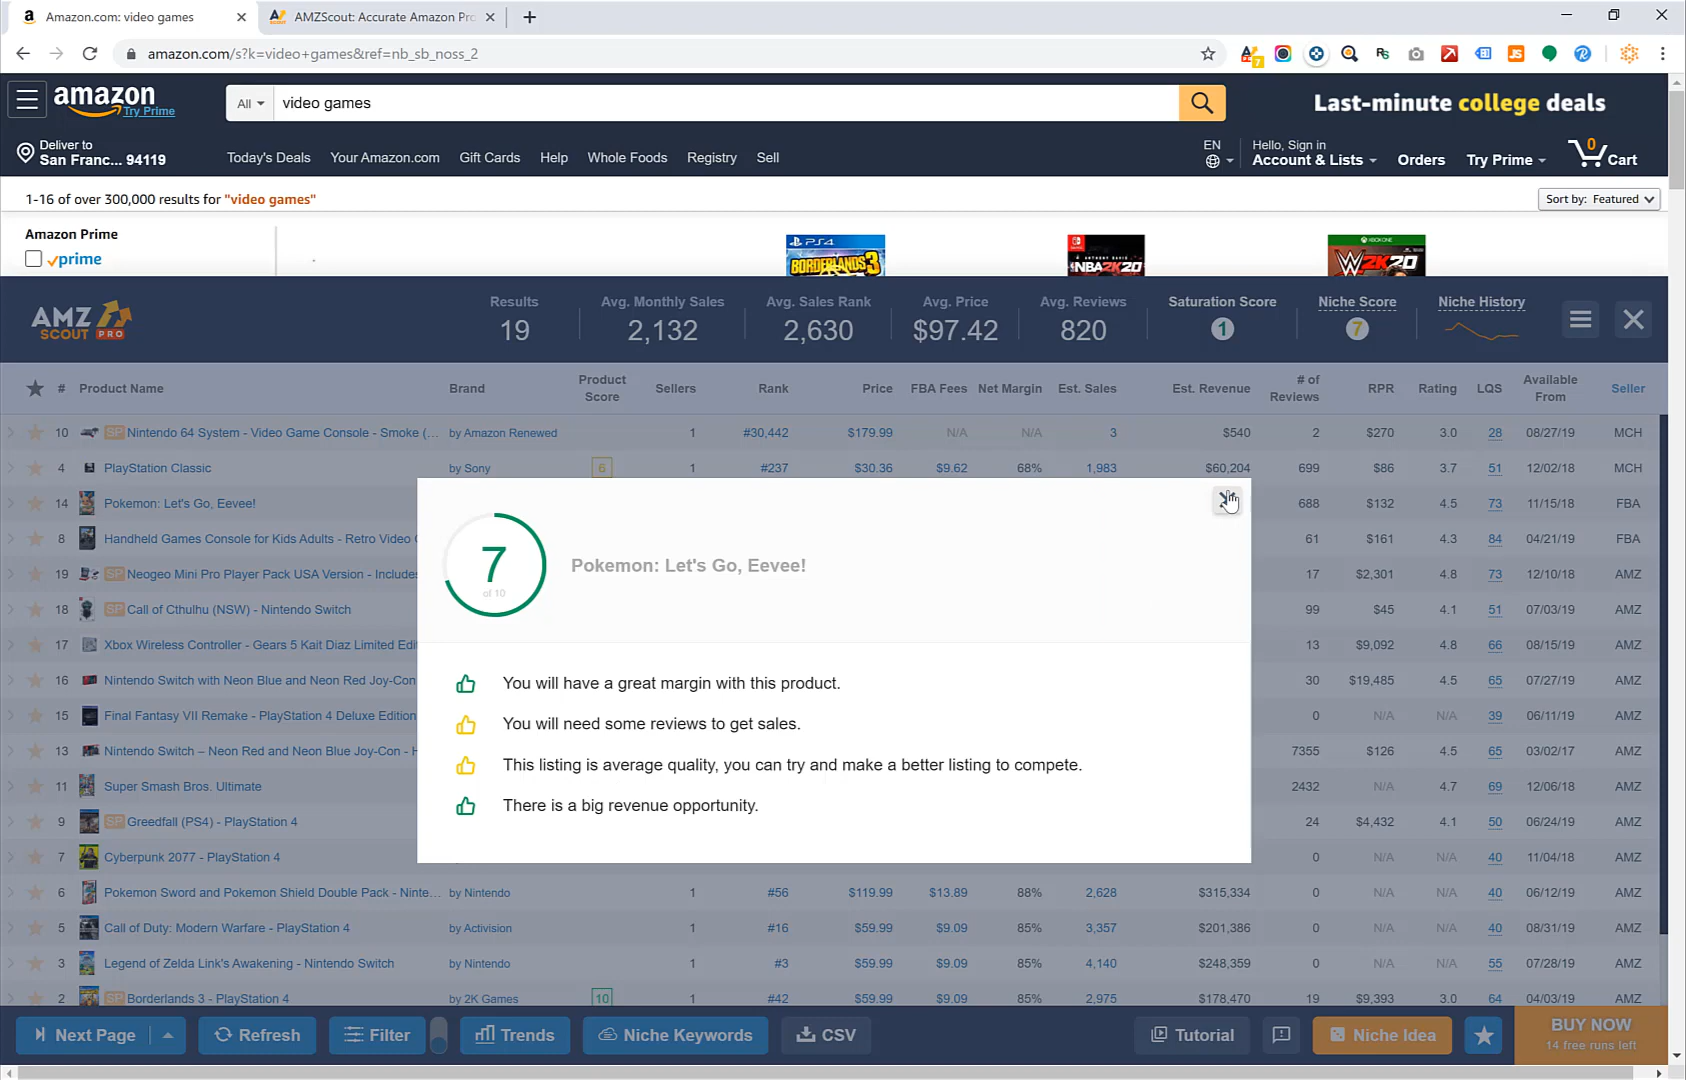 Amazon.com: video games
AMZScout: Accurate Amazon Pro
amazon.com/s?k=video+games&ref=nb_sb_noss_2
7
JS
amazon
Try Prime
All
video games
Last-minute college deals
Deliver to
San Franc... 94119
Today's Deals Your Amazon.com Gift Cards Help Whole Foods Registry Sell
EN
Hello, Sign in
Account & Lists
Orders
Try Prime
0
Cart
1-16 of over 300,000 results for "video games"
Sort by: Featured
Amazon Prime
prime
PS4
BORDERLANDS 3
NBA 2K20
XBOX ONE
W2K20
AMZ
SCOUT PRO
Results
19
Avg. Monthly Sales
2,132
Avg. Sales Rank
2,630
Avg. Price
$97.42
Avg. Reviews
820
Saturation Score
1
Niche Score
7
Niche History
# Product Name Brand Product Score Sellers Rank Price FBA Fees Net Margin Est. Sales Est. Revenue # of Reviews RPR Rating LQS Available From Seller
10 SP Nintendo 64 System - Video Game Console - Smoke (... by Amazon Renewed 1 #30,442 $179.99 N/A N/A 3 $540 2 $270 3.0 28 08/27/19 MCH
4 PlayStation Classic by Sony 6 1 #237 $30.36 $9.62 68% 1,983 $60,204 699 $86 3.7 51 12/02/18 MCH
14 Pokemon: Let's Go, Eevee! 688 $132 4.5 73 11/15/18 FBA
8 Handheld Games Console for Kids Adults - Retro Video 61 $161 4.3 84 04/21/19 FBA
19 SP Neogeo Mini Pro Player Pack USA Version - Includes 17 $2,301 4.8 73 12/10/18 AMZ
18 SP Call of Cthulhu (NSW) - Nintendo Switch 99 $45 4.1 51 07/03/19 AMZ
17 Xbox Wireless Controller - Gears 5 Kait Diaz Limited Edi 13 $9,092 4.8 66 08/15/19 AMZ
16 Nintendo Switch with Neon Blue and Neon Red Joy-Con 30 $19,485 4.5 65 07/27/19 AMZ
15 Final Fantasy VII Remake - PlayStation 4 Deluxe Edition 0 N/A N/A 39 06/11/19 AMZ
13 Nintendo Switch – Neon Red and Neon Blue Joy-Con - H 7355 $126 4.5 65 03/02/17 AMZ
11 Super Smash Bros. Ultimate 2432 N/A 4.7 69 12/06/18 AMZ
9 SP Greedfall (PS4) - PlayStation 4 24 $4,432 4.1 50 06/24/19 AMZ
7 Cyberpunk 2077 - PlayStation 4 0 N/A N/A 40 11/04/18 AMZ
6 Pokemon Sword and Pokemon Shield Double Pack - Ninte... by Nintendo 1 #56 $119.99 $13.89 88% 2,628 $315,334 0 N/A N/A 40 06/12/19 AMZ
5 Call of Duty: Modern Warfare - PlayStation 4 by Activision 1 #16 $59.99 $9.09 85% 3,357 $201,386 0 N/A N/A 40 08/31/19 AMZ
3 Legend of Zelda Link's Awakening - Nintendo Switch by Nintendo 1 #3 $59.99 $9.09 85% 4,140 $248,359 0 N/A N/A 55 07/28/19 AMZ
2 SP Borderlands 3 - PlayStation 4 by 2K Games 10 1 #42 $59.99 $9.09 85% 2,975 $178,470 19 $9,393 3.0 64 04/03/19 AMZ
7
of 10
Pokemon: Let's Go, Eevee!
You will have a great margin with this product.
You will need some reviews to get sales.
This listing is average quality, you can try and make a better listing to compete.
There is a big revenue opportunity.
Next Page Refresh Filter Trends Niche Keywords CSV Tutorial Niche Idea
BUY NOW
14 free runs left